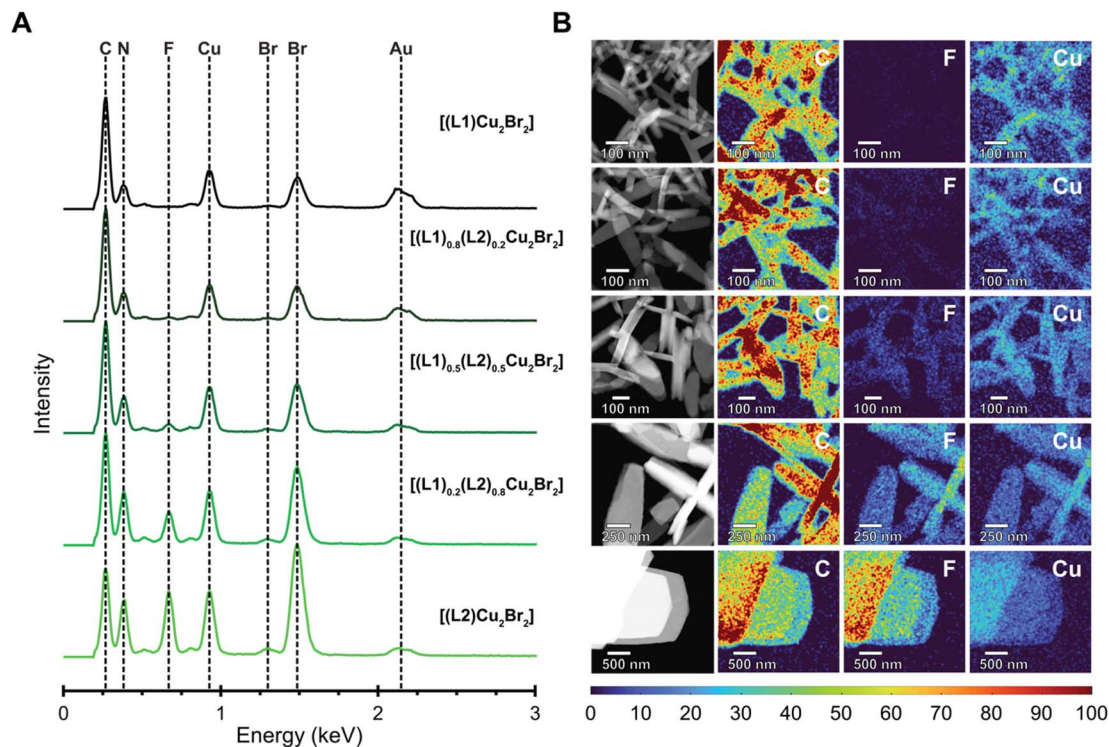 A
C N F Cu Br Br Au
[(L1)Cu₂Br₂]
[(L1)₀.₈(L2)₀.₂Cu₂Br₂]
[(L1)₀.₅(L2)₀.₅Cu₂Br₂]
[(L1)₀.₂(L2)₀.₈Cu₂Br₂]
[(L2)Cu₂Br₂]
Intensity
0 1 2 3
Energy (keV)
B
C F Cu
100 nm 100 nm 100 nm 100 nm
C F Cu
100 nm 100 nm 100 nm 100 nm
C F Cu
100 nm 100 nm 100 nm 100 nm
C F Cu
250 nm 250 nm 250 nm 250 nm
C F Cu
500 nm 500 nm 500 nm 500 nm
0 10 20 30 40 50 60 70 80 90 100